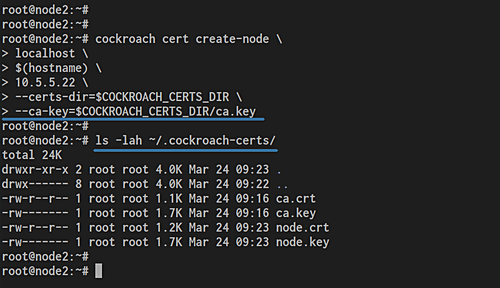 root@node2:~#
root@node2:~#
root@node2:~# cockroach cert create-node \
> localhost \
> $(hostname) \
> 10.5.5.22 \
> --certs-dir=$COCKROACH_CERTS_DIR \
> --ca-key=$COCKROACH_CERTS_DIR/ca.key
root@node2:~#
root@node2:~# ls -lah ~/.cockroach-certs/
total 24K
drwxr-xr-x 2 root root 4.0K Mar 24 09:23 .
drwx------ 8 root root 4.0K Mar 24 09:22 ..
-rw-r--r-- 1 root root 1.1K Mar 24 09:16 ca.crt
-rw------- 1 root root 1.7K Mar 24 09:16 ca.key
-rw-r--r-- 1 root root 1.2K Mar 24 09:23 node.crt
-rw------- 1 root root 1.7K Mar 24 09:23 node.key
root@node2:~#
root@node2:~#